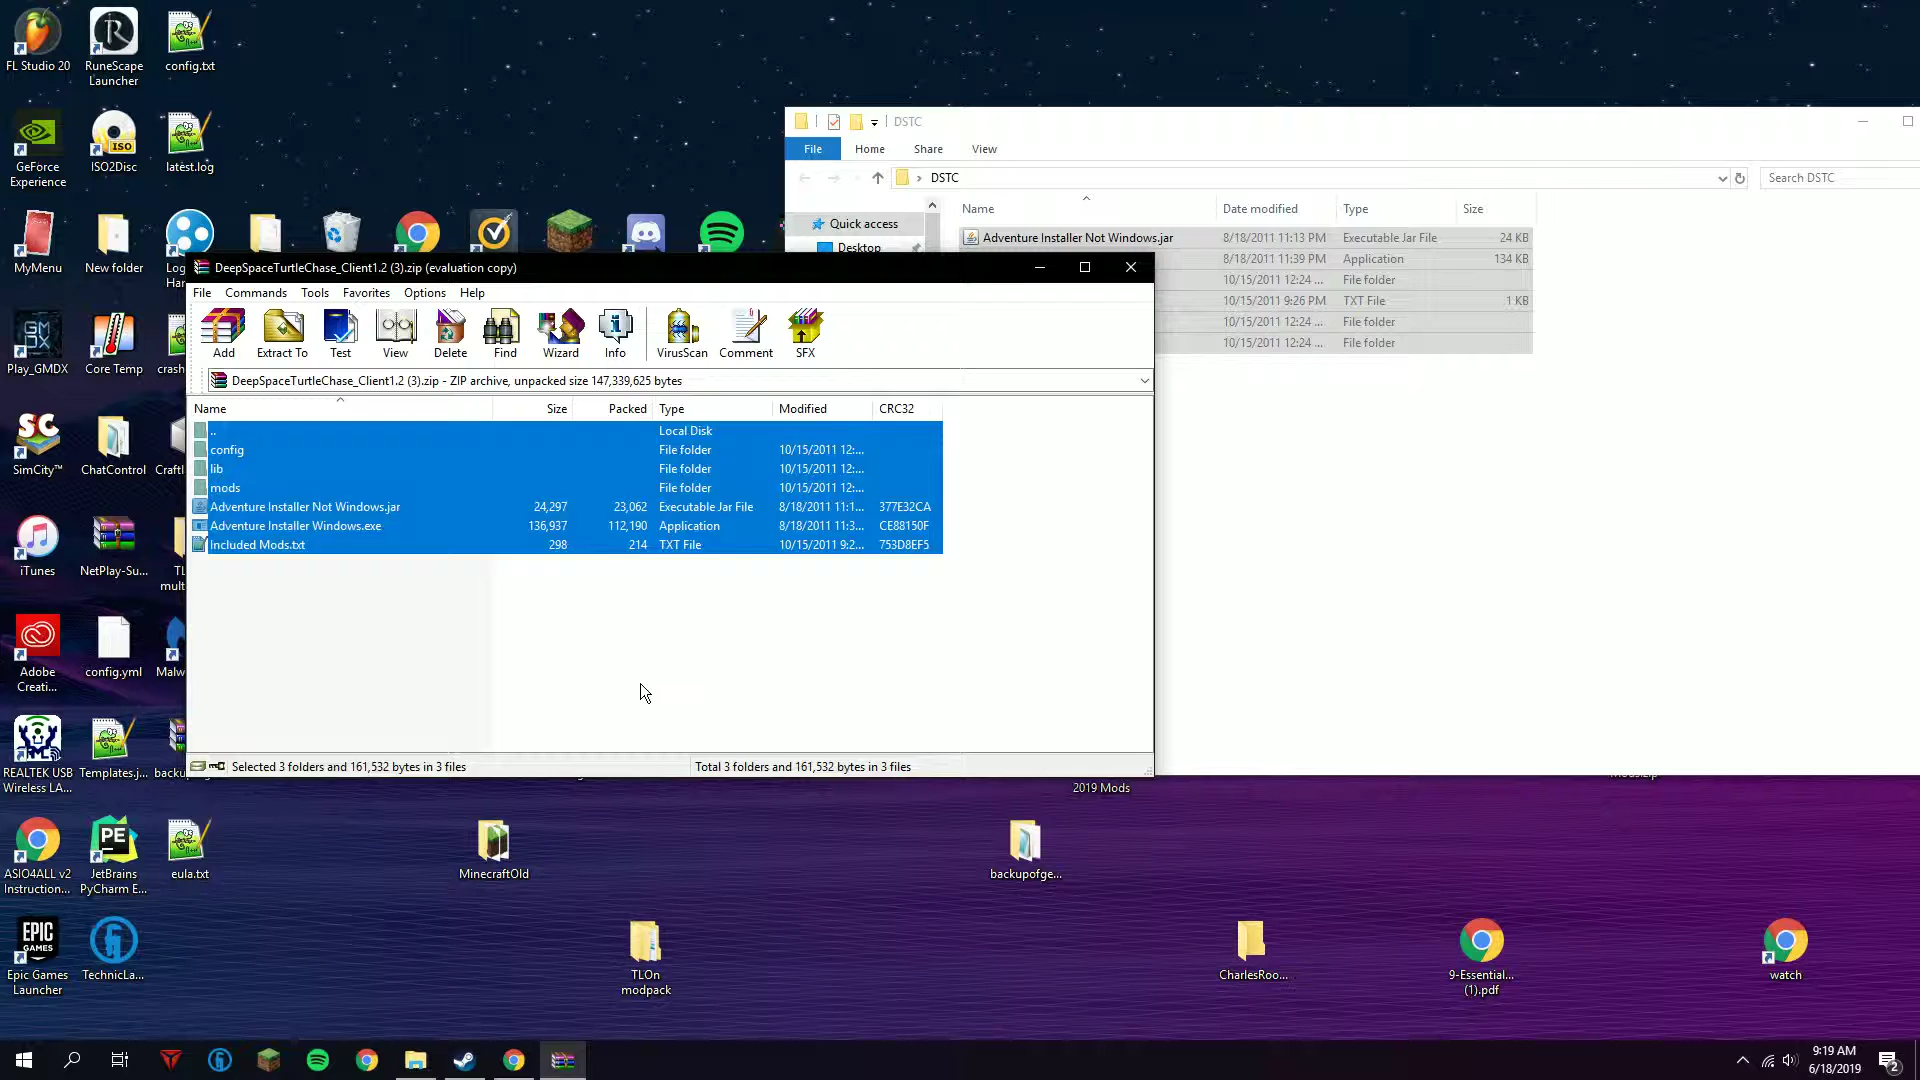 FL Studio 20
RuneScape
Launcher
config.txt
GeForce
Experience
ISO2Disc
latest.log
MyMenu
New folder
Log
Har
Play_GMDX
Core Temp
crash
SimCity™
ChatControl
Craftl
iTunes
NetPlay-Su...
TL
mult
Adobe
Creati...
config.yml
Malw
REALTEK USB
Wireless LA...
Templates.j...
backu
ASIO4ALL v2
Instruction...
JetBrains
PyCharm E...
eula.txt
Epic Games
Launcher
TechnicLa...
MinecraftOld
TLOn
modpack
2019 Mods
backupofge...
CharlesRoo...
9-Essential...
(1).pdf
watch
DSTC
File Home Share View
› DSTC
Search DSTC
Quick access
Desktop
Name Date modified Type Size
Adventure Installer Not Windows.jar 8/18/2011 11:13 PM Executable Jar File 24 KB
8/18/2011 11:39 PM Application 134 KB
10/15/2011 12:24 ... File folder
10/15/2011 9:26 PM TXT File 1 KB
10/15/2011 12:24 ... File folder
10/15/2011 12:24 ... File folder
DeepSpaceTurtleChase_Client1.2 (3).zip (evaluation copy)
File Commands Tools Favorites Options Help
Add Extract To Test View Delete Find Wizard Info VirusScan Comment SFX
DeepSpaceTurtleChase_Client1.2 (3).zip - ZIP archive, unpacked size 147,339,625 bytes
Name Size Packed Type Modified CRC32
.. Local Disk
config File folder 10/15/2011 12:...
lib File folder 10/15/2011 12:...
mods File folder 10/15/2011 12:...
Adventure Installer Not Windows.jar 24,297 23,062 Executable Jar File 8/18/2011 11:1... 377E32CA
Adventure Installer Windows.exe 136,937 112,190 Application 8/18/2011 11:3... CE88150F
Included Mods.txt 298 214 TXT File 10/15/2011 9:2... 753D8EF5
Selected 3 folders and 161,532 bytes in 3 files
Total 3 folders and 161,532 bytes in 3 files
9:19 AM
6/18/2019
2